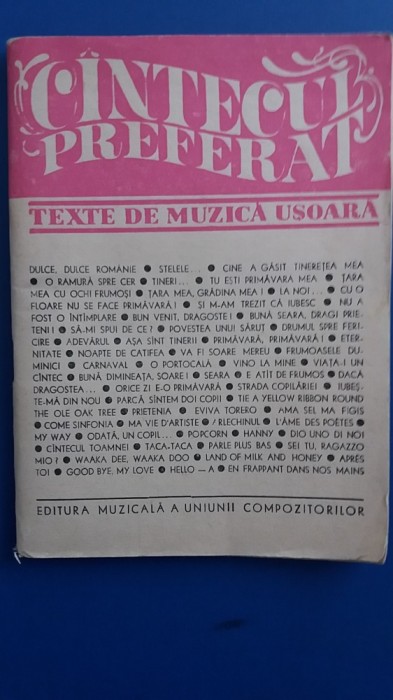 CÎNTECUL
PREFERAT
TEXTE DE MUZICĂ UȘOARĂ
DULCE, DULCE ROMÂNIE ● STELELE... ● CINE A GĂSIT TINEREȚEA MEA
● O RAMURĂ SPRE CER ● TINERI... ● TU EȘTI PRIMĂVARA MEA ● ȚARA
MEA CU OCHI FRUMOȘI ● ȚARA MEA, GRĂDINA MEA! ● LA NOI... ● CU O
FLOARE NU SE FACE PRIMĂVARĂ! ● ȘI M-AM TREZIT CĂ IUBESC ● NU A
FOST O ÎNTÎMPLARE ● BUN VENIT, DRAGOSTE! ● BUNĂ SEARA, DRAGI PRIE-
TENI! ● SĂ-MI SPUI DE CE? ● POVESTEA UNUI SĂRUT ● DRUMUL SPRE FERI-
CIRE ● ADEVĂRUL ● AȘA SÎNT TINERII ● PRIMĂVARĂ, PRIMĂVARĂ! ● ETER-
NITATE ● NOAPTE DE CATIFEA ● VA FI SOARE MEREU ● FRUMOASELE DU-
MINICI ● CARNAVAL ● O PORTOCALĂ ● VINO LA MINE ● VIAȚA-I UN
CÎNTEC ● BUNĂ DIMINEAȚA, SOARE! ● SEARA ● E ATÎT DE FRUMOS ● DACĂ
DRAGOSTEA... ● ORICE ZI E-O PRIMĂVARĂ ● STRADA COPILĂRIEI ● IUBEȘ-
TE-MĂ DIN NOU ● PARCĂ SÎNTEM DOI COPII ● TIE A YELLOW RIBBON ROUND
THE OLE OAK TREE ● PRIETENIA ● EVIVA TORERO ● AMA SEL MA FIGIS
● COME SINFONIA ● MA VIE D'ARTISTE ● ARLECHINUL ● L'ÂME DES POÈTES ●
MY WAY ● ODATĂ, UN COPIL... ● POPCORN ● HANNY ● DIO UNO DI NOI
● CÎNTECUL TOAMNEI ● TACA-TACA ● PARLE PLUS BAS ● SEI TU, RAGAZZO
MIO? ● WAAKA DEE, WAAKA DOO ● LAND OF MILK AND HONEY ● APRÈS
TOI ● GOOD BYE, MY LOVE ● HELLO — A ● EN FRAPPANT DANS NOS MAINS
EDITURA MUZICALĂ A UNIUNII COMPOZITORILOR